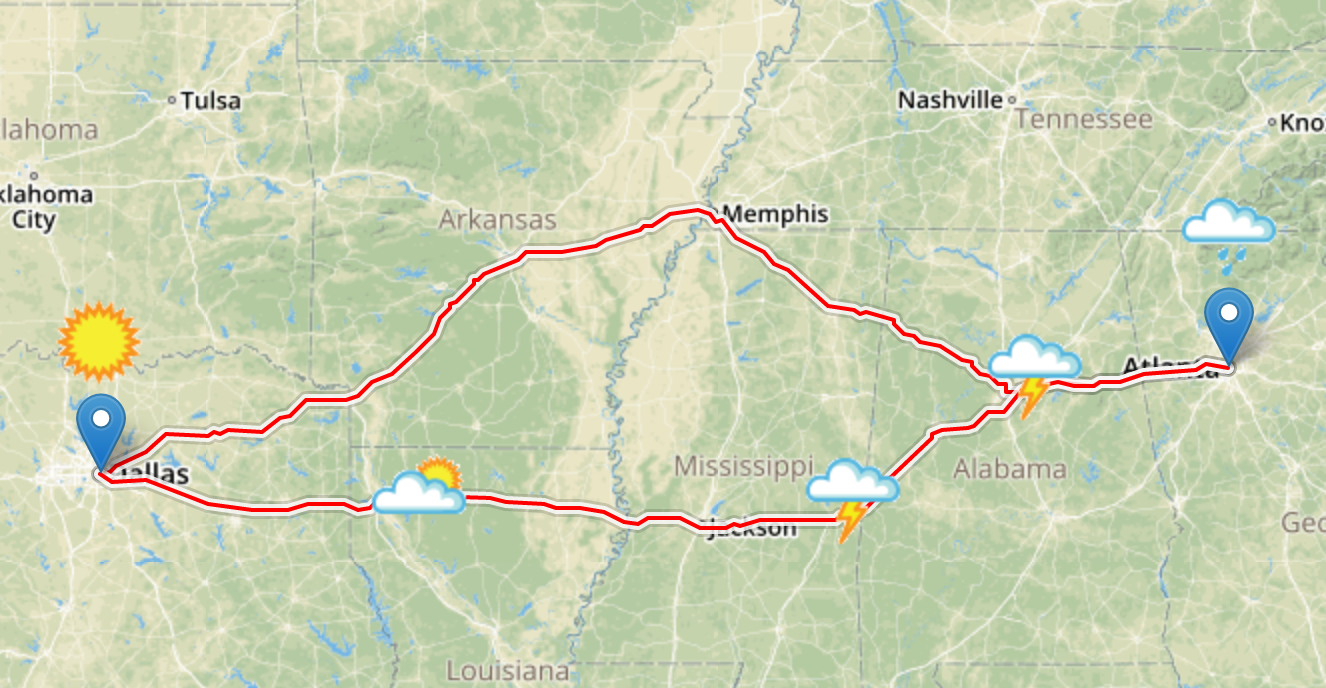 Tulsa
Nashville
Tennessee
Kno
lahoma
klahoma
City
Arkansas
Memphis
Atlanta
Dallas
Mississippi
Alabama
Jackson
Geo
Louisiana